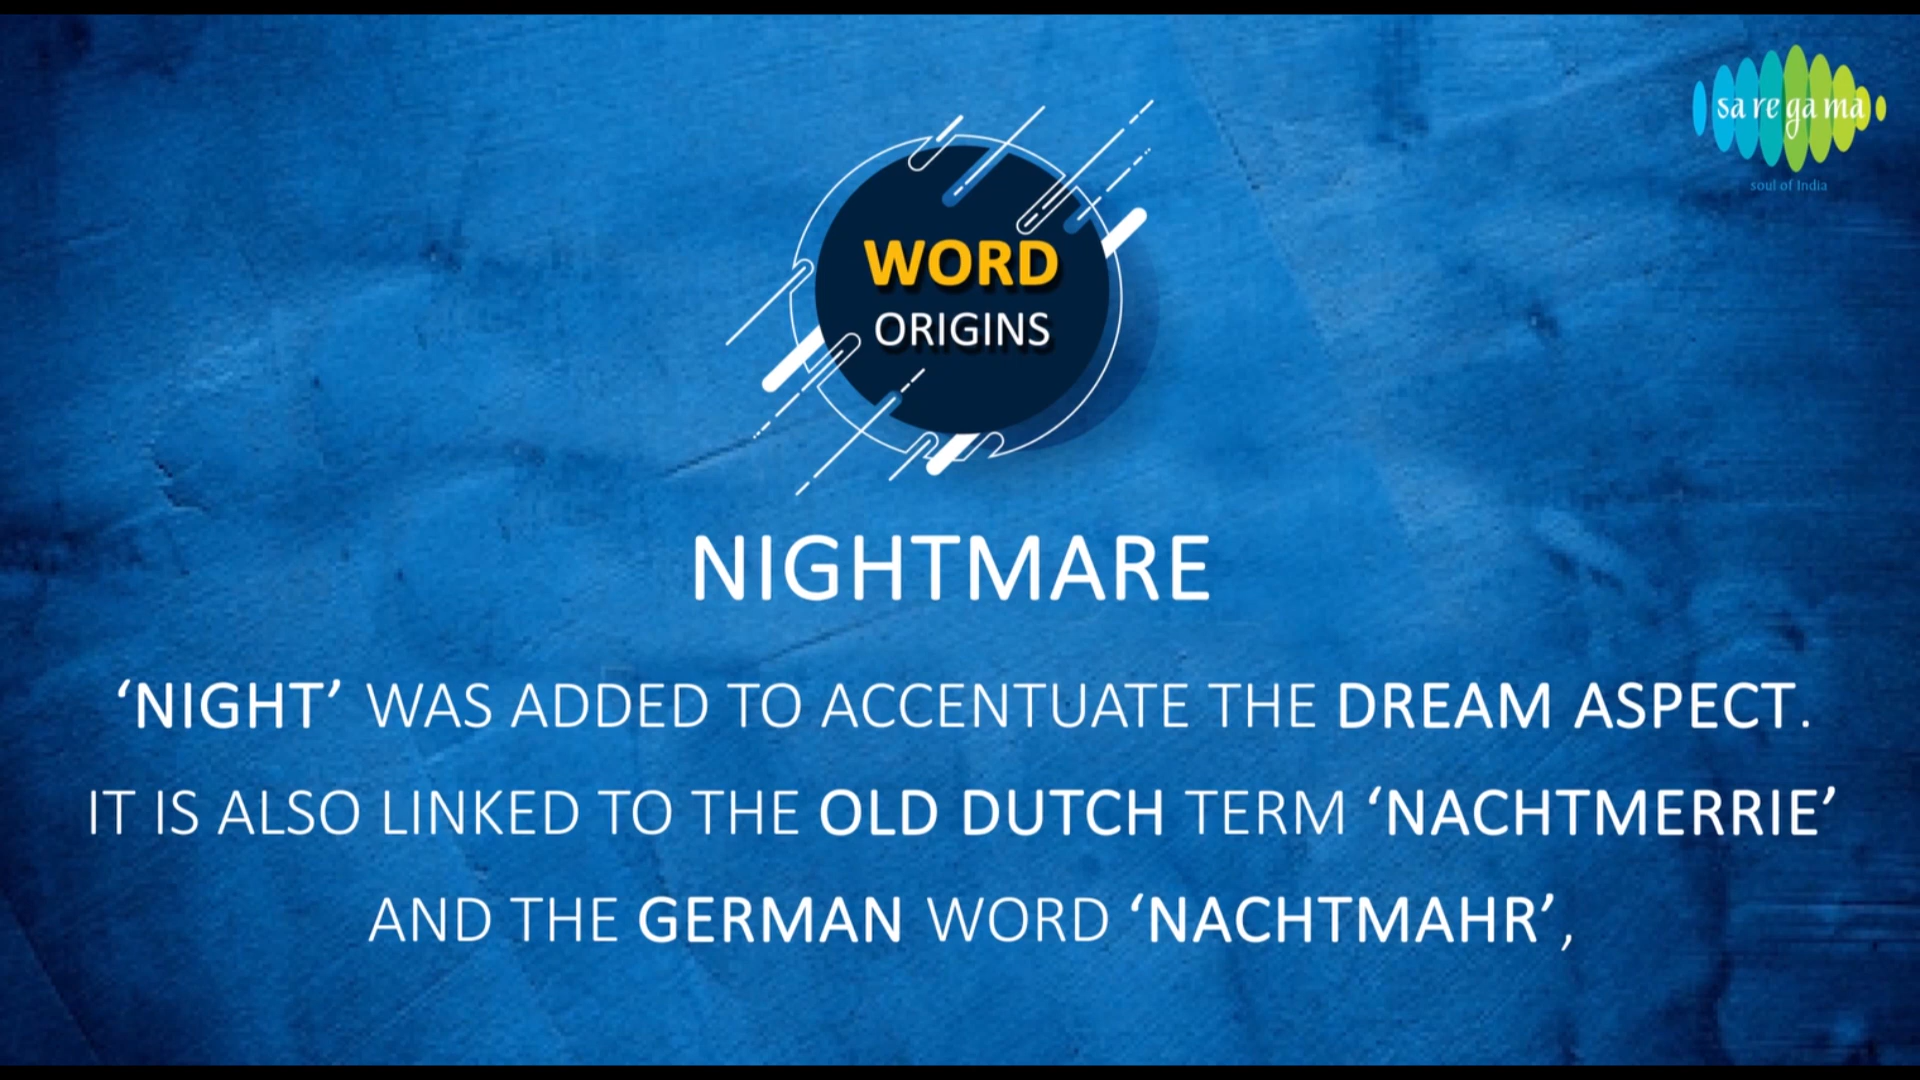 sa re ga ma
soul of India
WORD
ORIGINS
NIGHTMARE
‘NIGHT’ WAS ADDED TO ACCENTUATE THE DREAM ASPECT.
IT IS ALSO LINKED TO THE OLD DUTCH TERM ‘NACHTMERRIE’
AND THE GERMAN WORD ‘NACHTMAHR’,